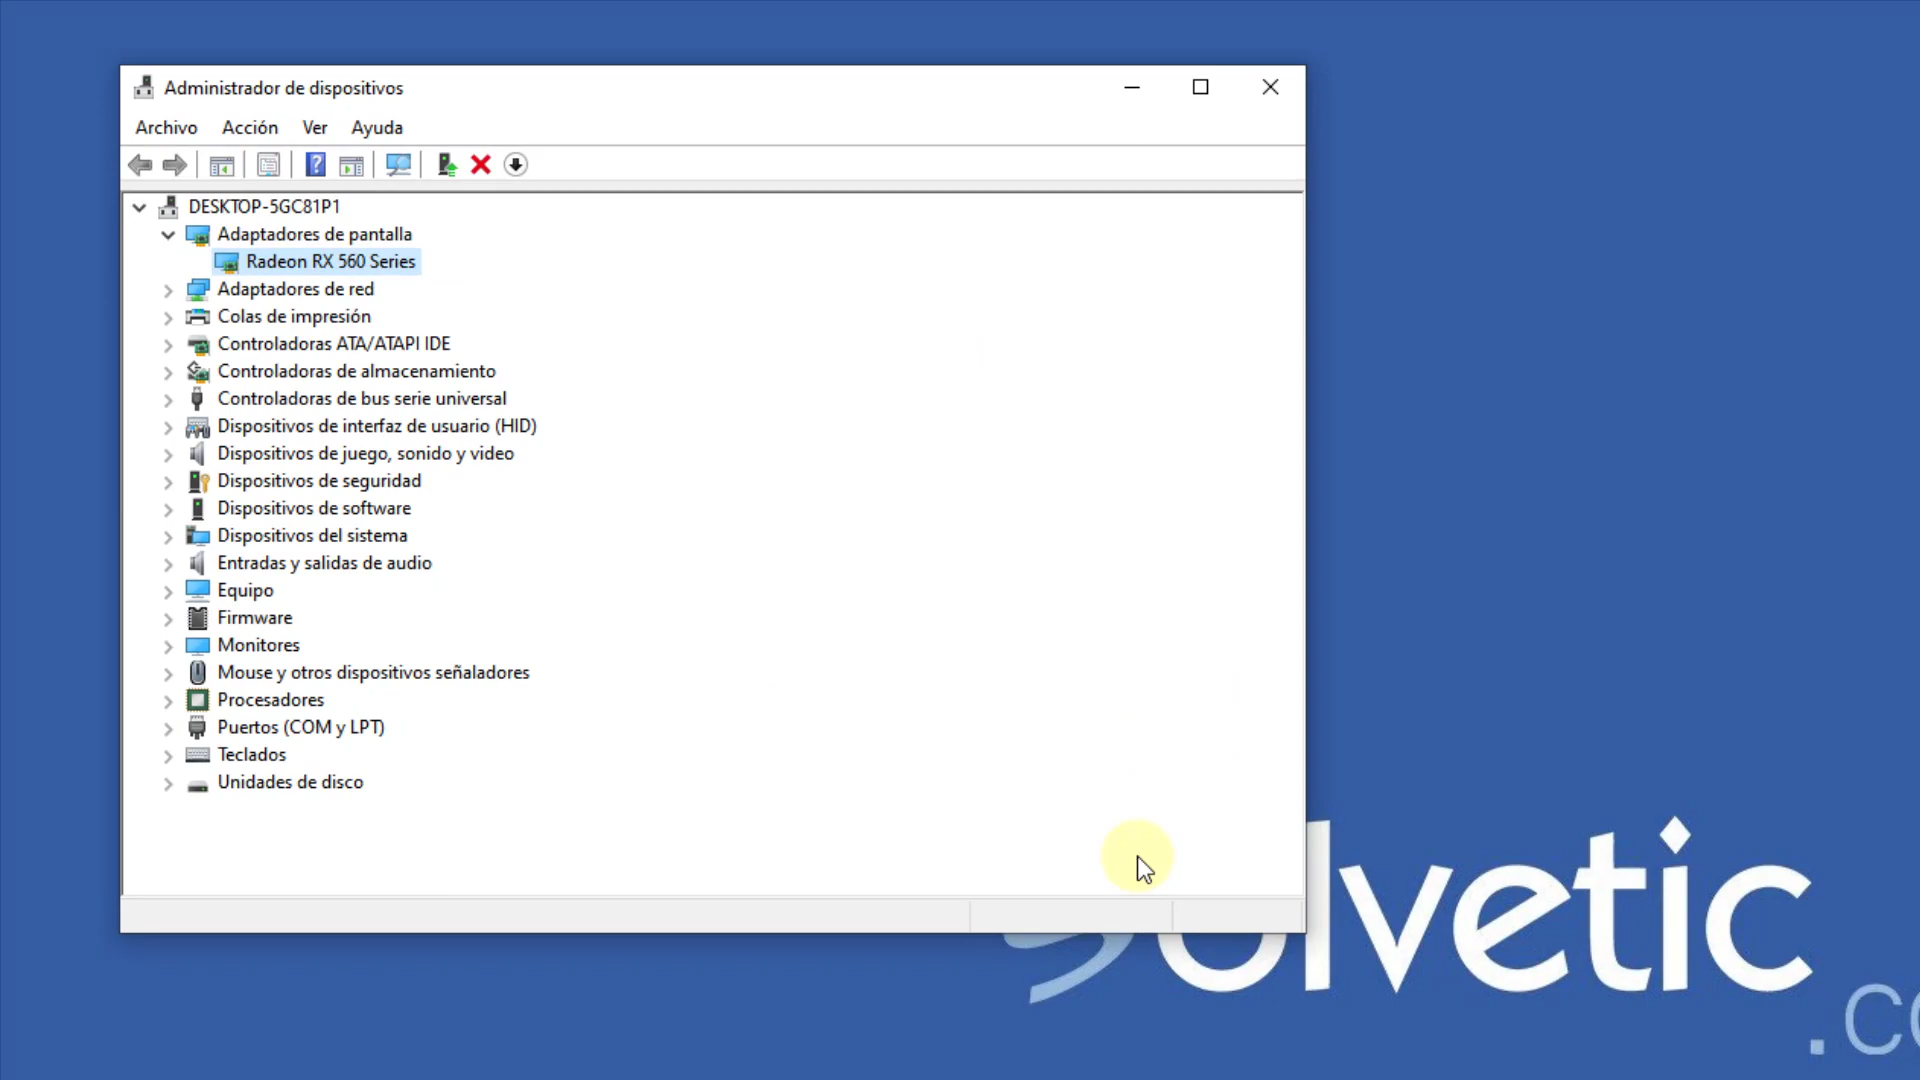 Administrador de dispositivos
Archivo Acción Ver Ayuda
DESKTOP-5GC81P1
Adaptadores de pantalla
Radeon RX 560 Series
Adaptadores de red
Colas de impresión
Controladoras ATA/ATAPI IDE
Controladoras de almacenamiento
Controladoras de bus serie universal
Dispositivos de interfaz de usuario (HID)
Dispositivos de juego, sonido y video
Dispositivos de seguridad
Dispositivos de software
Dispositivos del sistema
Entradas y salidas de audio
Equipo
Firmware
Monitores
Mouse y otros dispositivos señaladores
Procesadores
Puertos (COM y LPT)
Teclados
Unidades de disco
Solvetic
.co